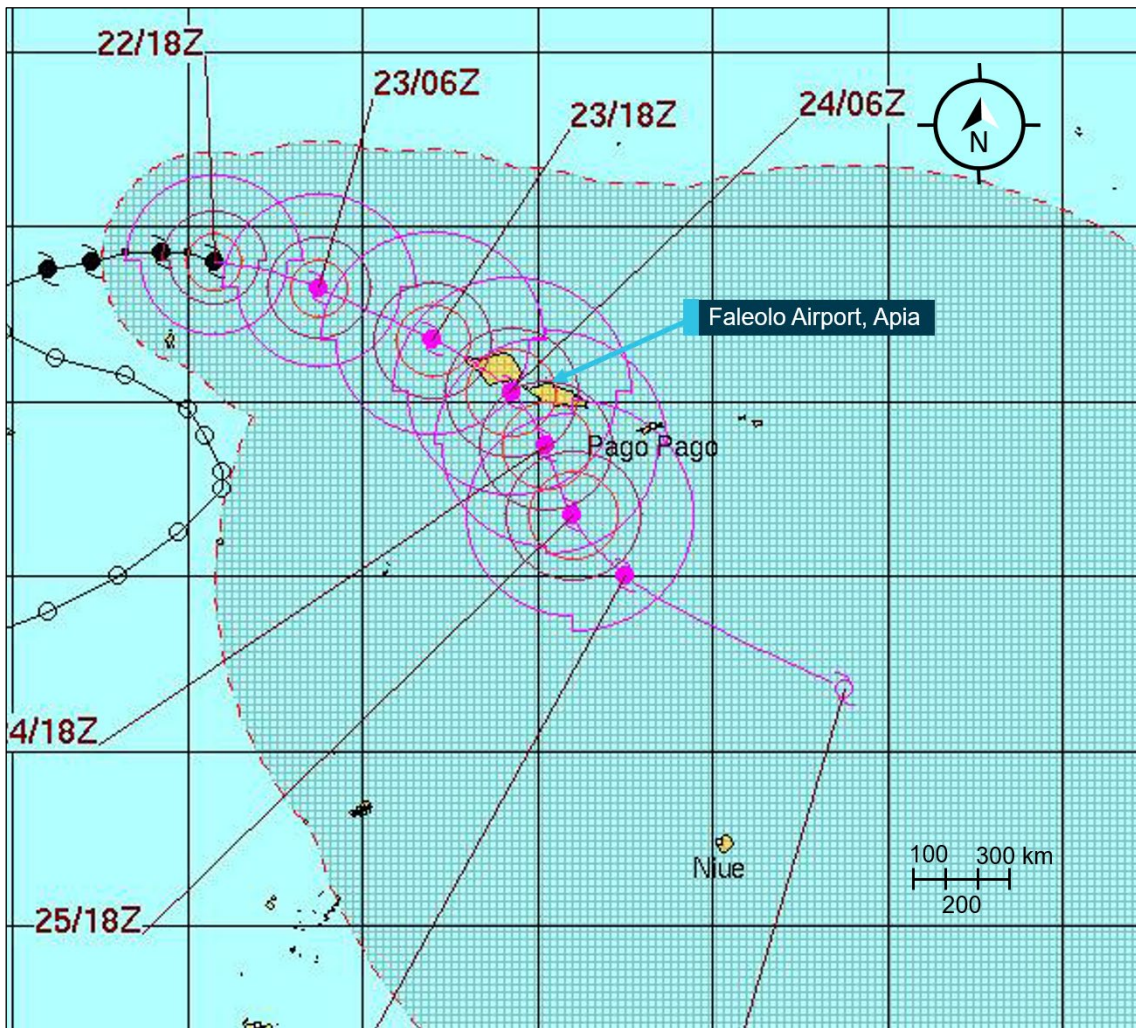 22/18Z
23/06Z
23/18Z
24/06Z
N
Faleolo Airport, Apia
Pago Pago
4/18Z
Niue
100 300 km
200
25/18Z